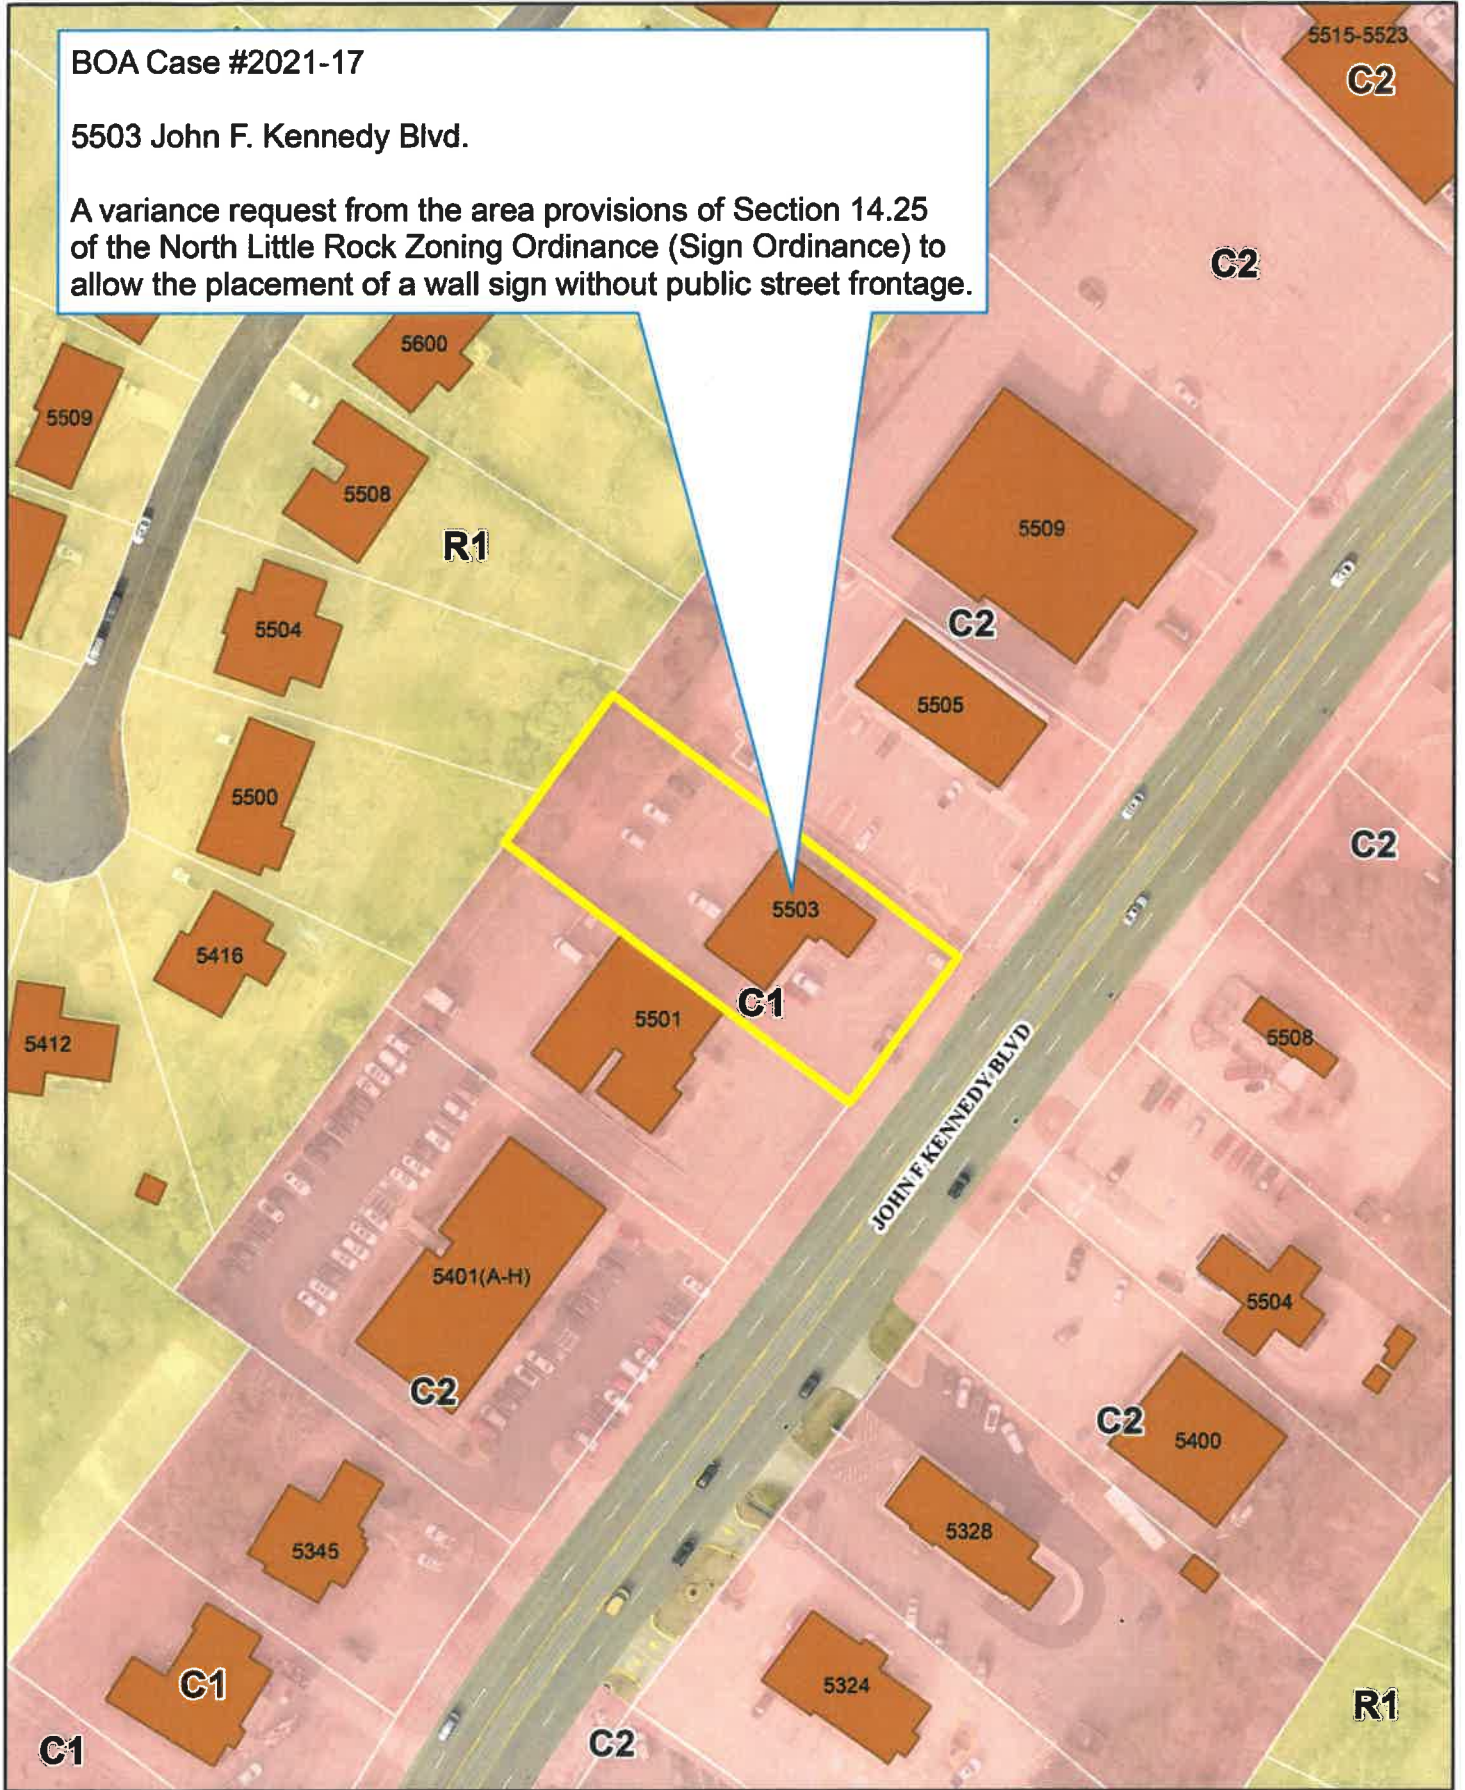 BOA Case #2021-17
5503 John F. Kennedy Blvd.
A variance request from the area provisions of Section 14.25
of the North Little Rock Zoning Ordinance (Sign Ordinance) to
allow the placement of a wall sign without public street frontage.
5515-5523
C2
C2
5600
5509
5508
R1
5509
C2
5504
5505
5500
C2
5503
5416
C1
5501
5412
5508
JOHN F KENNEDY BLVD
5401(A-H)
5504
C2
C2
5400
5345
5328
C1
5324
R1
C1
C2